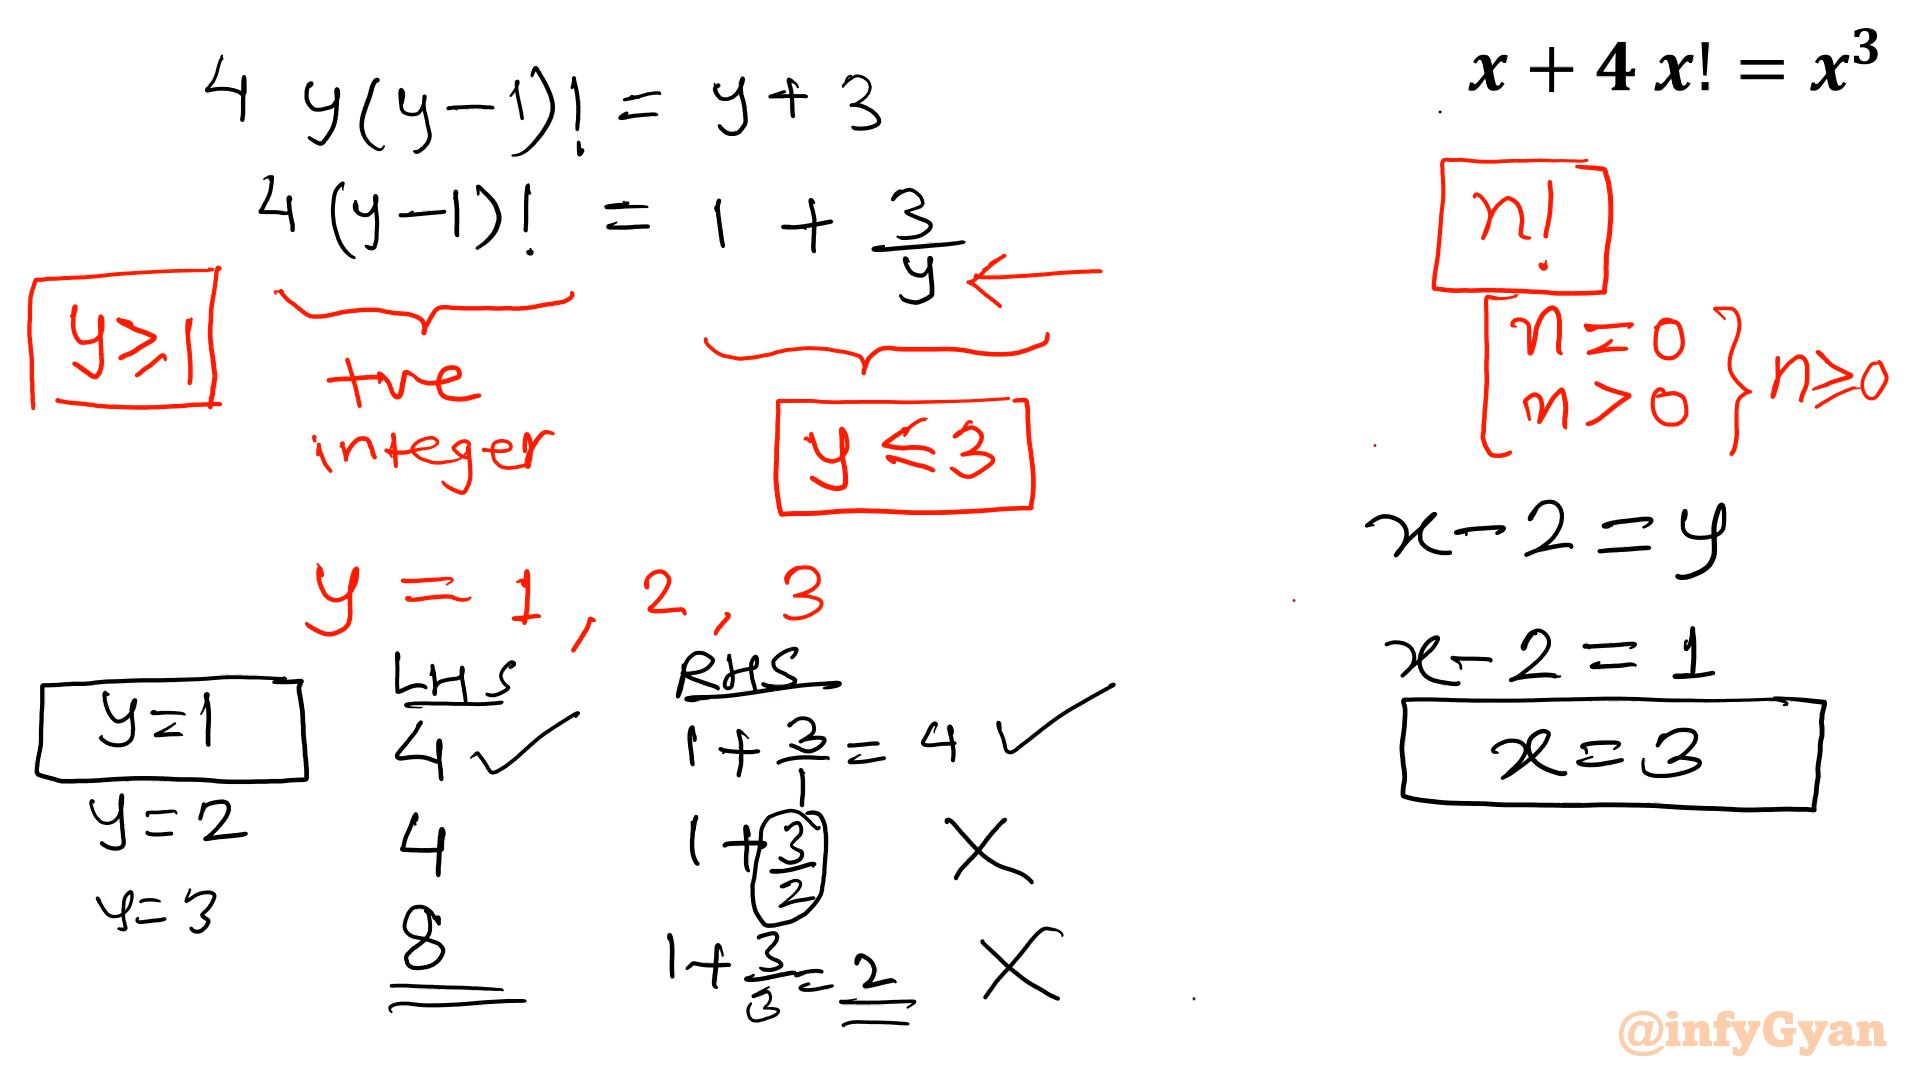 4 y(y-1)! = y+3
4(y-1)! = 1 + 3/y
y≥1
+ve
integer
y ≤ 3
y = 1, 2, 3
LHS RHS
y=1 4 ✓ 1+3/1=4 ✓
y=2 4 1+3/2 ✗
y=3 8 1+3/3=2 ✗
x + 4 x! = x³
n!
n = 0
n > 0
n≥0
x-2=y
x-2=1
x=3
@infyGyan